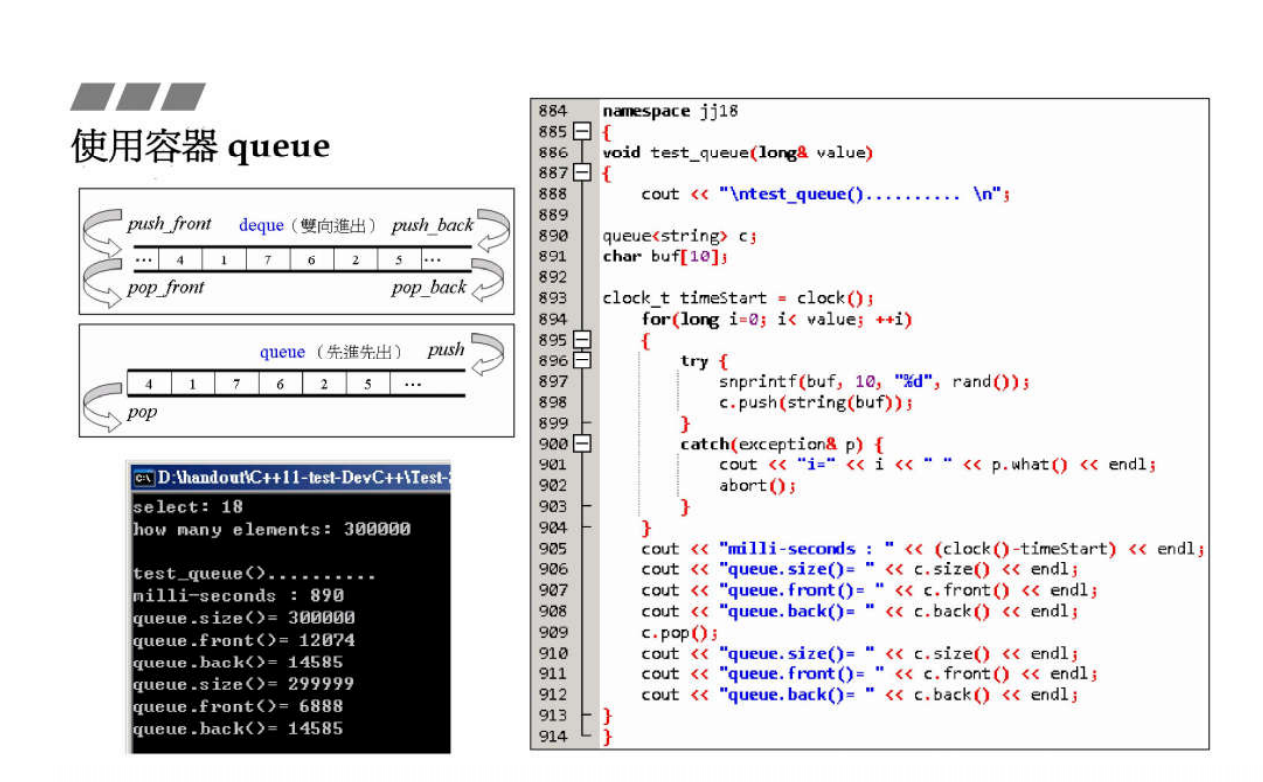 使用容器 queue
push_front deque（雙向進出） push_back
... 4 1 7 6 2 5 ...
pop_front pop_back
queue （先進先出） push
4 1 7 6 2 5 ...
pop
D:\handout\C++11-test-DevC++\Test-
select: 18
how many elements: 300000
test_queue()..........
milli-seconds : 890
queue.size()= 300000
queue.front()= 12074
queue.back()= 14585
queue.size()= 299999
queue.front()= 6888
queue.back()= 14585
884 namespace jj18
885 {
886 void test_queue(long& value)
887 {
888 cout << "\ntest_queue().......... \n";
889
890 queue<string> c;
891 char buf[10];
892
893 clock_t timeStart = clock();
894 for(long i=0; i< value; ++i)
895 {
896 try {
897 snprintf(buf, 10, "%d", rand());
898 c.push(string(buf));
899 }
900 catch(exception& p) {
901 cout << "i=" << i << " " << p.what() << endl;
902 abort();
903 }
904 }
905 cout << "milli-seconds : " << (clock()-timeStart) << endl;
906 cout << "queue.size()= " << c.size() << endl;
907 cout << "queue.front()= " << c.front() << endl;
908 cout << "queue.back()= " << c.back() << endl;
909 c.pop();
910 cout << "queue.size()= " << c.size() << endl;
911 cout << "queue.front()= " << c.front() << endl;
912 cout << "queue.back()= " << c.back() << endl;
913 }
914 }